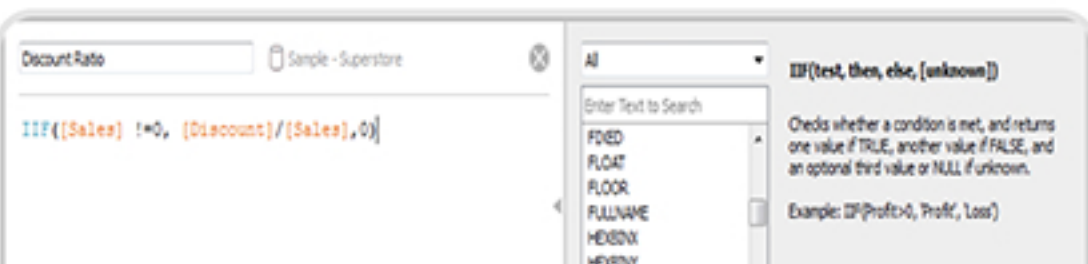 Discount Ratio
Sample - Superstore
IIF([Sales] !=0, [Discount]/[Sales],0)
All
Enter Text to Search
FIXED
FLOAT
FLOOR
FULLNAME
HEXBINX
HEXBINY
IIF(test, then, else, [unknown])
Checks whether a condition is met, and returns
one value if TRUE, another value if FALSE, and
an optional third value or NULL if unknown.
Example: IIF(Profit>0, 'Profit', 'Loss')